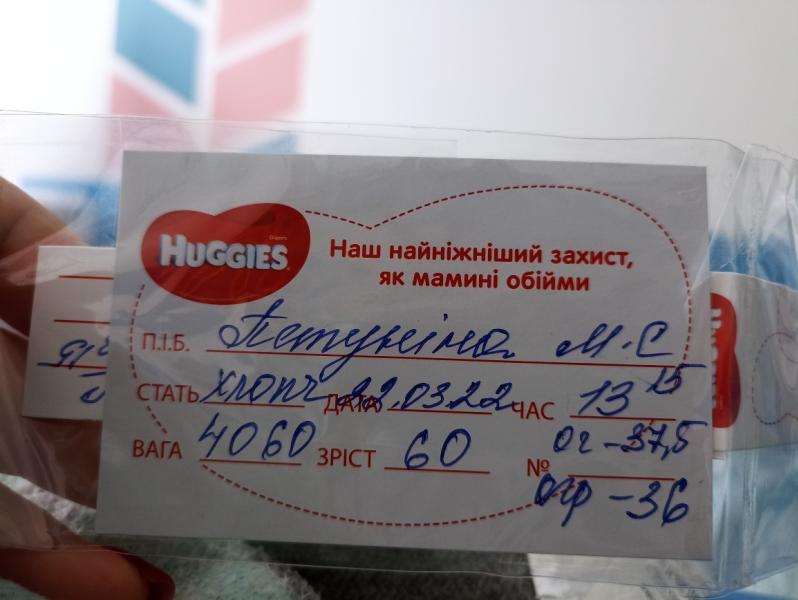 HUGGIES
Наш найніжніший захист,
як мамині обійми
П.І.Б. Петуніна М.С
СТАТЬ хлопч ДАТА 22.03.22 ЧАС 13 15
ВАГА 4060 ЗРІСТ 60 № ог -37,5
огр -36